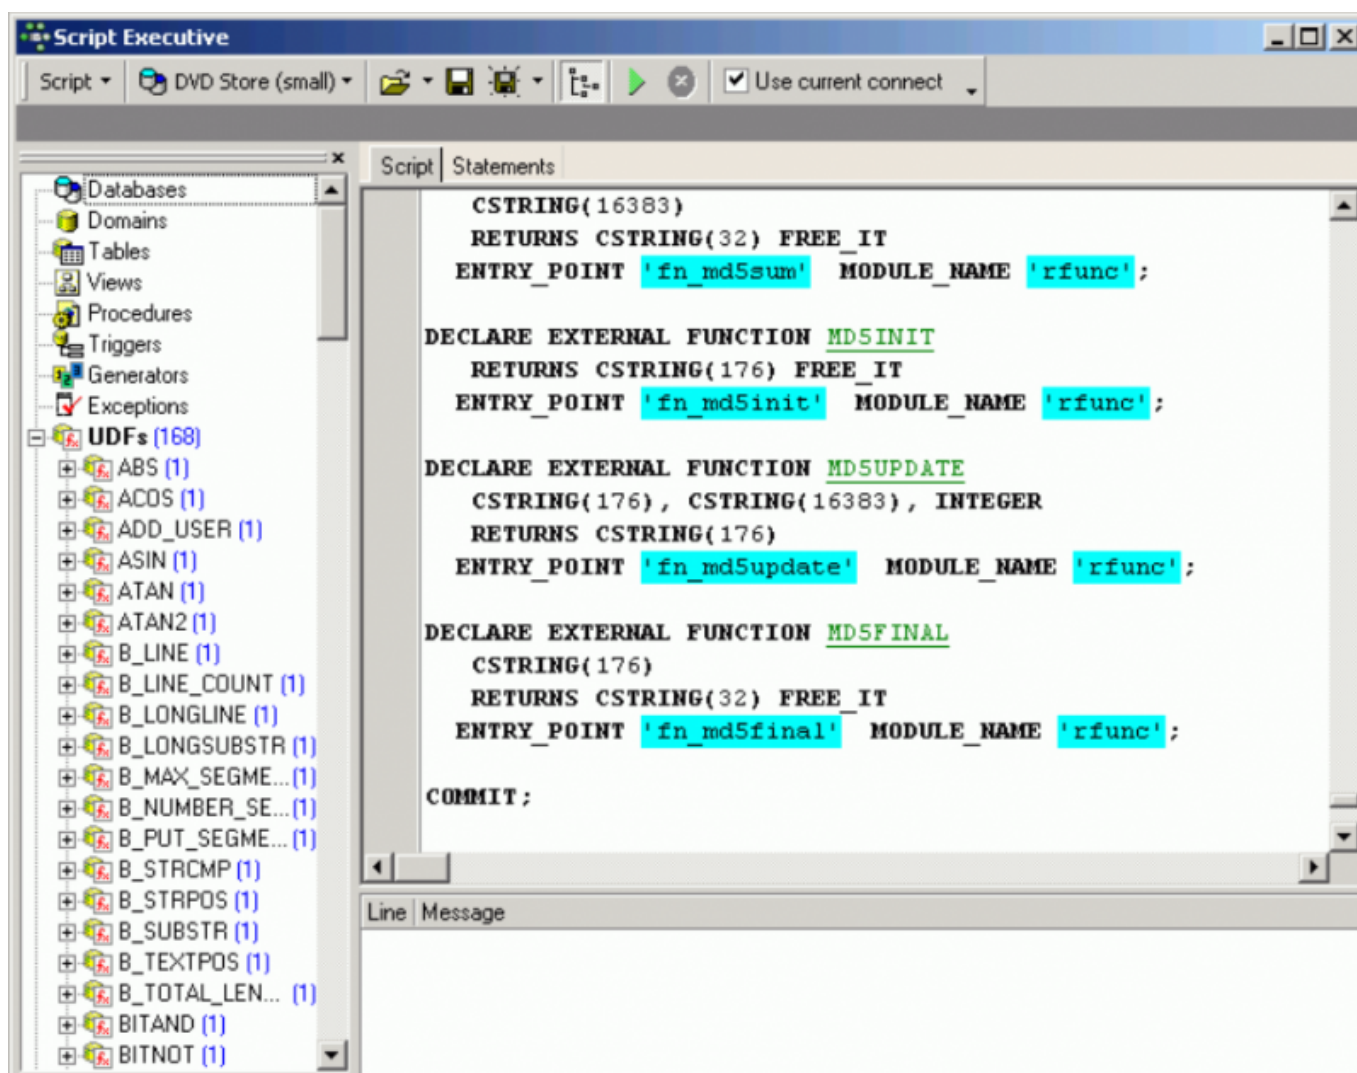 Script Executive
Script DVD Store (small) Use current connect
Databases
Domains
Tables
Views
Procedures
Triggers
Generators
Exceptions
UDFs (168)
ABS (1)
ACOS (1)
ADD_USER (1)
ASIN (1)
ATAN (1)
ATAN2 (1)
B_LINE (1)
B_LINE_COUNT (1)
B_LONGLINE (1)
B_LONGSUBSTR (1)
B_MAX_SEGME... (1)
B_NUMBER_SE... (1)
B_PUT_SEGME... (1)
B_STRCMP (1)
B_STRPOS (1)
B_SUBSTR (1)
B_TEXTPOS (1)
B_TOTAL_LEN... (1)
BITAND (1)
BITNOT (1)
Script Statements
CSTRING(16383)
RETURNS CSTRING(32) FREE_IT
ENTRY_POINT 'fn_md5sum' MODULE_NAME 'rfunc';
DECLARE EXTERNAL FUNCTION MD5INIT
RETURNS CSTRING(176) FREE_IT
ENTRY_POINT 'fn_md5init' MODULE_NAME 'rfunc';
DECLARE EXTERNAL FUNCTION MD5UPDATE
CSTRING(176), CSTRING(16383), INTEGER
RETURNS CSTRING(176)
ENTRY_POINT 'fn_md5update' MODULE_NAME 'rfunc';
DECLARE EXTERNAL FUNCTION MD5FINAL
CSTRING(176)
RETURNS CSTRING(32) FREE_IT
ENTRY_POINT 'fn_md5final' MODULE_NAME 'rfunc';
COMMIT;
Line Message